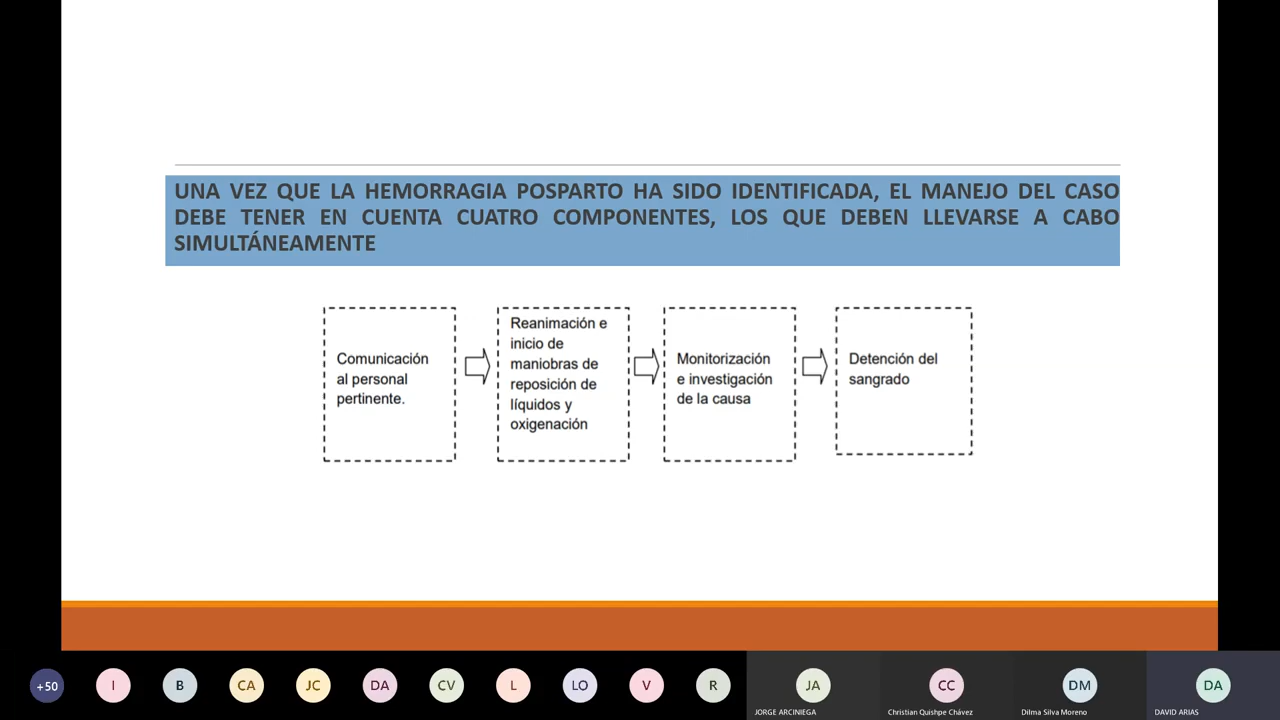 UNA VEZ QUE LA HEMORRAGIA POSPARTO HA SIDO IDENTIFICADA, EL MANEJO DEL CASO
DEBE TENER EN CUENTA CUATRO COMPONENTES, LOS QUE DEBEN LLEVARSE A CABO
SIMULTÁNEAMENTE
Comunicación
al personal
pertinente.
Reanimación e
inicio de
maniobras de
reposición de
líquidos y
oxigenación
Monitorización
e investigación
de la causa
Detención del
sangrado
+50
I
B
CA
JC
DA
CV
L
LO
V
R
JA
JORGE ARCINIEGA
CC
Christian Quishpe Chávez
DM
Dilma Silva Moreno
DA
DAVID ARIAS